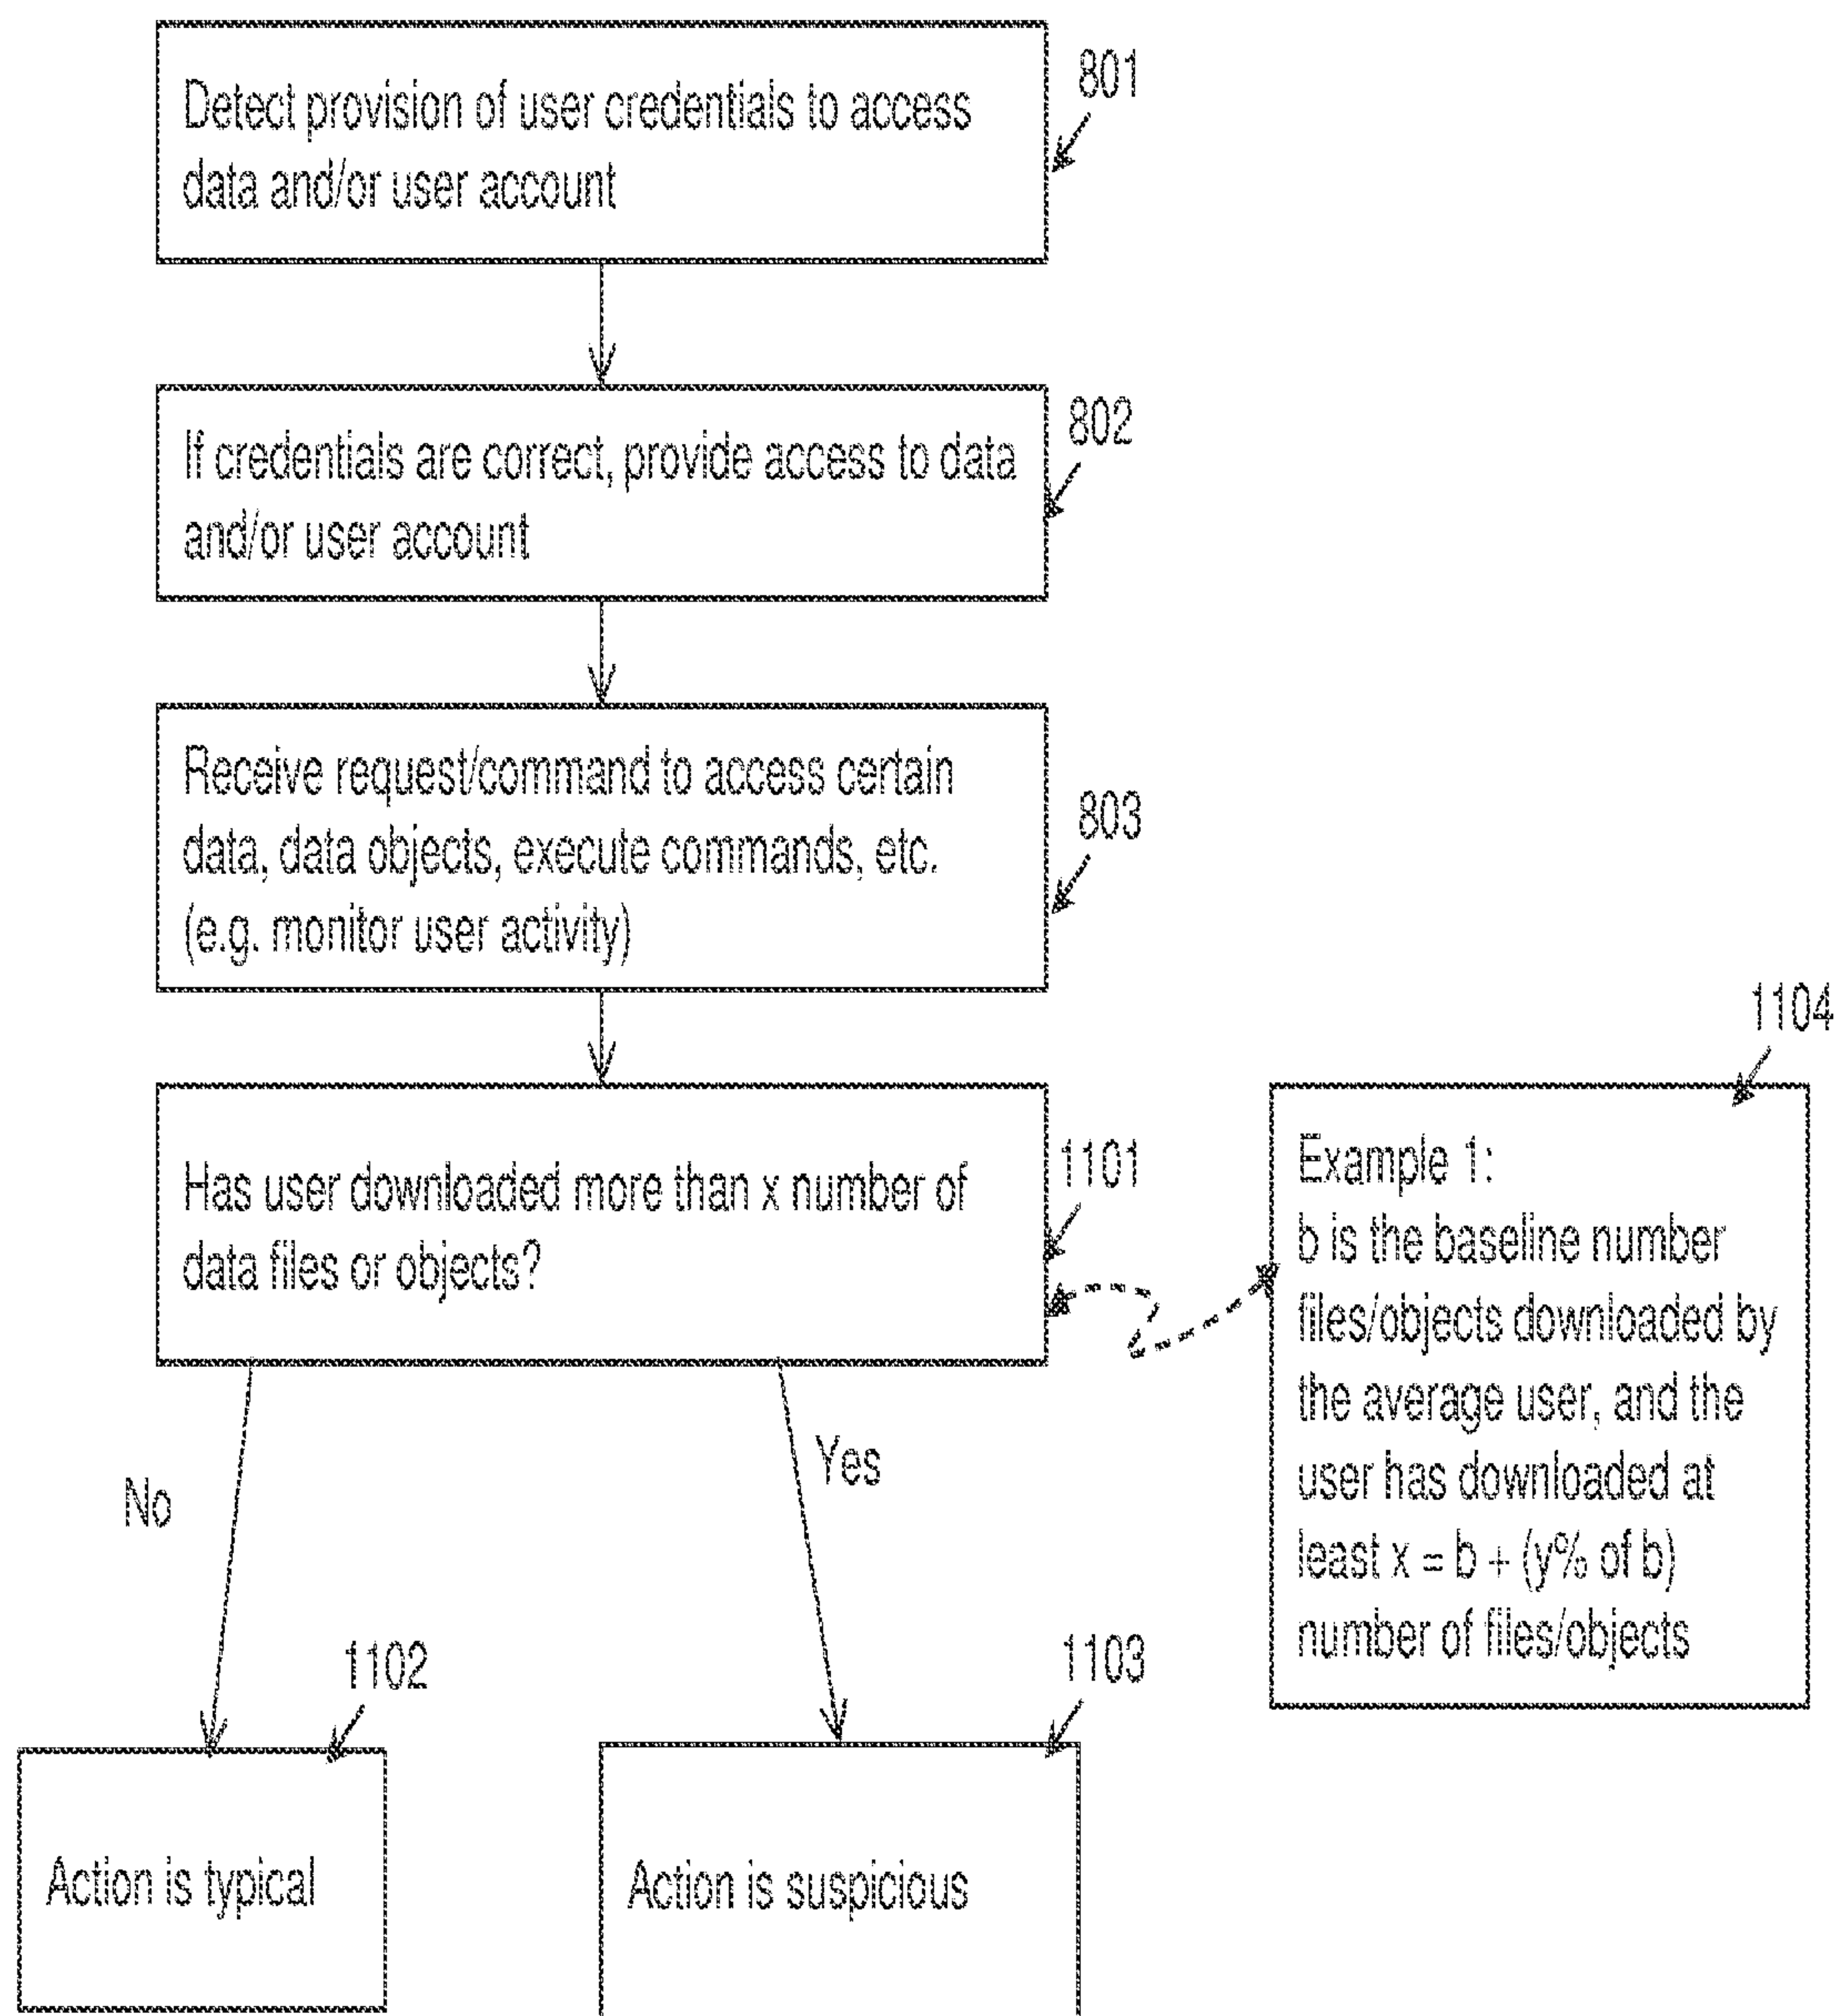 801
Detect provision of user credentials to access
data and/or user account
802
If credentials are correct, provide access to data
and/or user account
803
Receive request/command to access certain
data, data objects, execute commands, etc.
(e.g. monitor user activity)
1101
Has user downloaded more than x number of
data files or objects?
1104
Example 1:
b is the baseline number
files/objects downloaded by
the average user, and the
user has downloaded at
least x = b + (y% of b)
number of files/objects
No
Yes
1102
Action is typical
1103
Action is suspicious